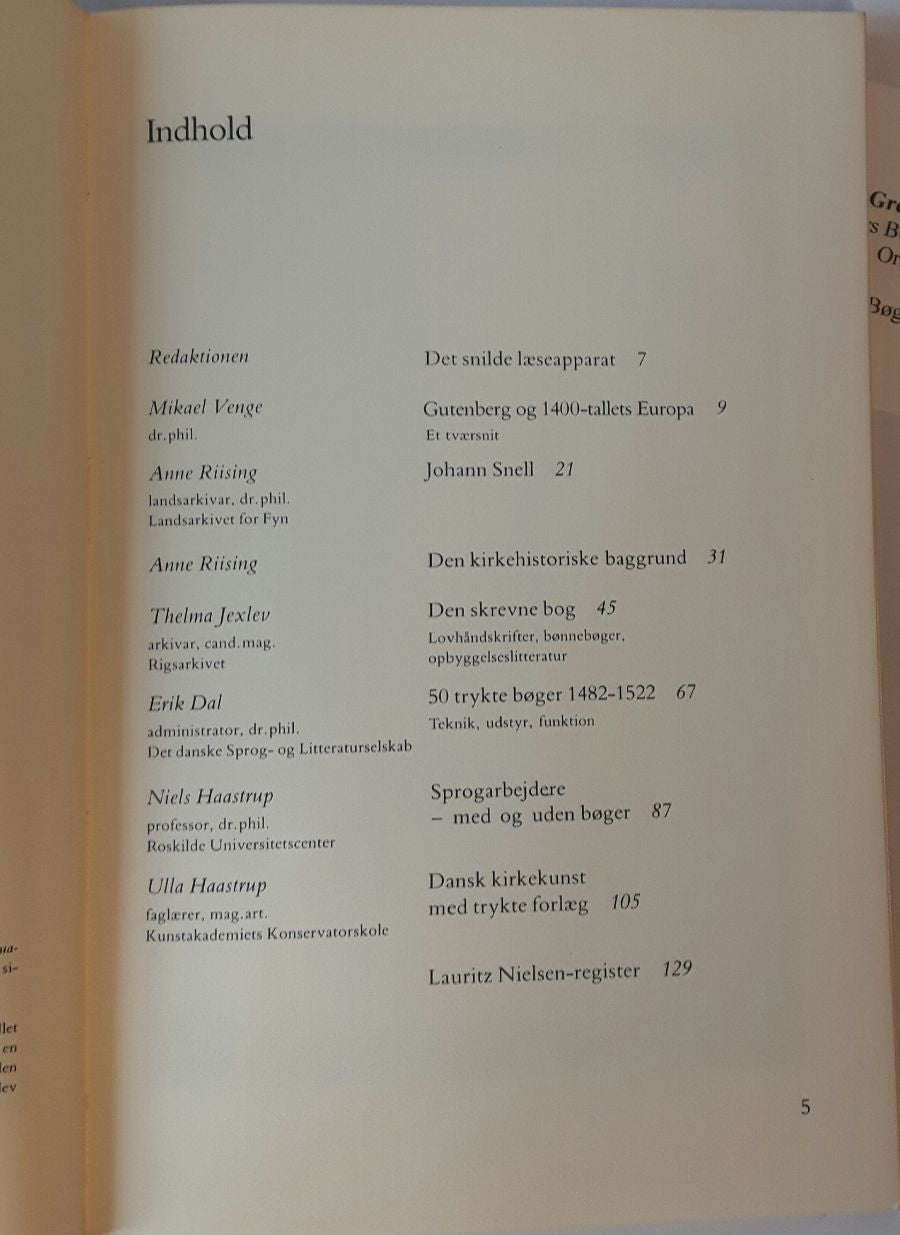 Indhold
Redaktionen Det snilde læseapparat 7
Mikael Venge Gutenberg og 1400-tallets Europa 9
dr.phil. Et tværsnit
Anne Riising Johann Snell 21
landsarkivar, dr.phil.
Landsarkivet for Fyn
Anne Riising Den kirkehistoriske baggrund 31
Thelma Jexlev Den skrevne bog 45
arkivar, cand.mag. Lovhåndskrifter, bønnebøger,
Rigsarkivet opbyggelseslitteratur
Erik Dal 50 trykte bøger 1482-1522 67
administrator, dr.phil. Teknik, udstyr, funktion
Det danske Sprog- og Litteraturselskab
Niels Haastrup Sprogarbejdere
professor, dr.phil. – med og uden bøger 87
Roskilde Universitetscenter
Ulla Haastrup Dansk kirkekunst
faglærer, mag.art. med trykte forlæg 105
Kunstakademiets Konservatorskole
Lauritz Nielsen-register 129
5